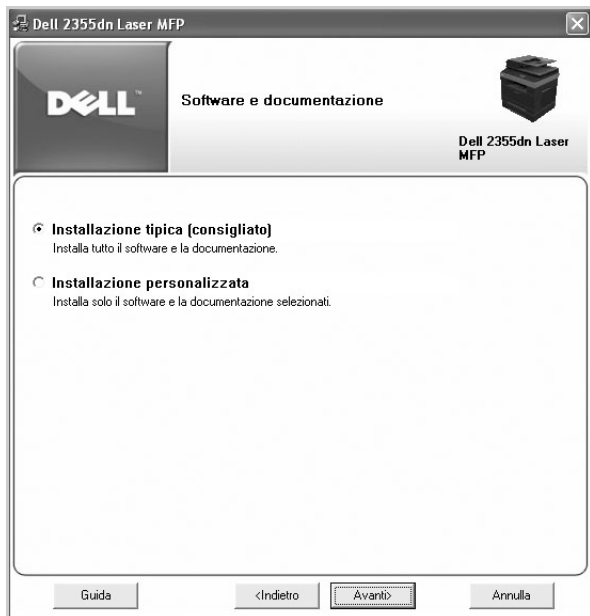 Dell 2355dn Laser MFP
DELL™
Software e documentazione
Dell 2355dn Laser
MFP
Installazione tipica (consigliato)
Installa tutto il software e la documentazione.
Installazione personalizzata
Installa solo il software e la documentazione selezionati.
Guida
<Indietro
Avanti>
Annulla